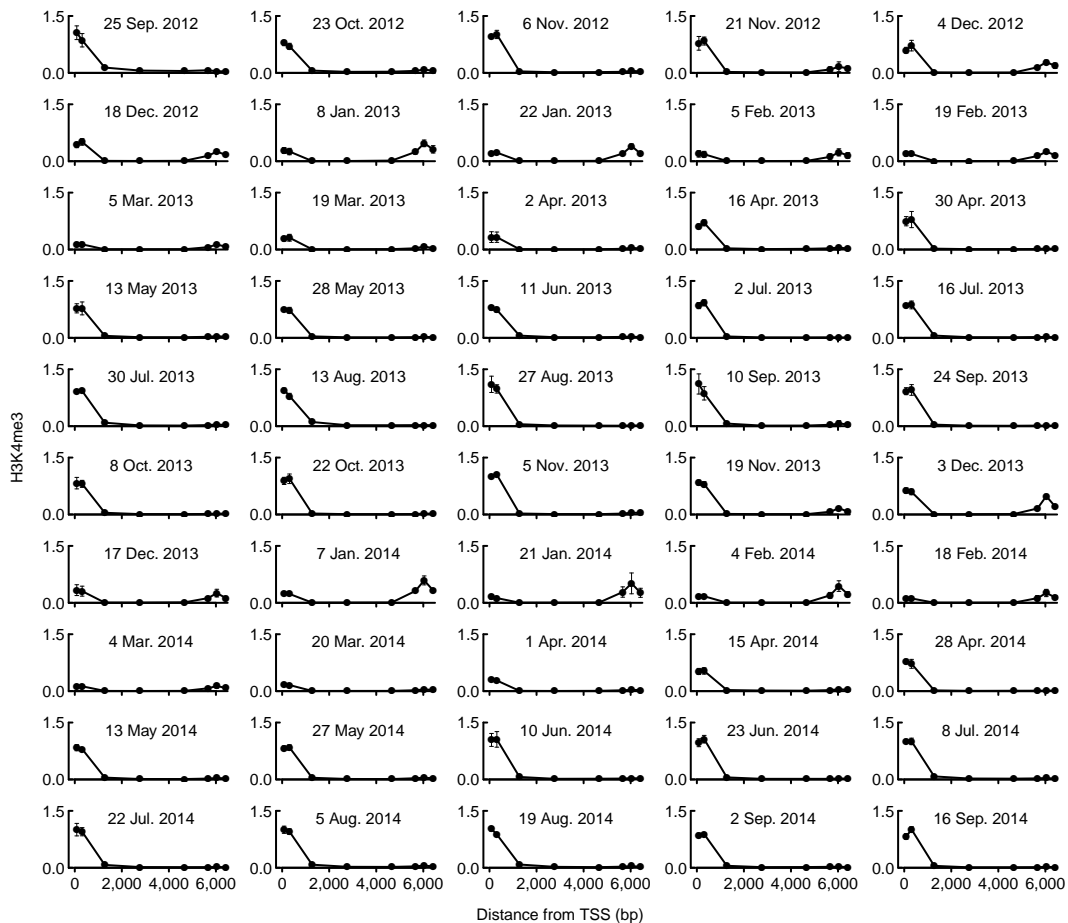 25 Sep. 2012 23 Oct. 2012 6 Nov. 2012 21 Nov. 2012 4 Dec. 2012
1.5 1.5 1.5 1.5 1.5
0.0 0.0 0.0 0.0 0.0
18 Dec. 2012 8 Jan. 2013 22 Jan. 2013 5 Feb. 2013 19 Feb. 2013
1.5 1.5 1.5 1.5 1.5
0.0 0.0 0.0 0.0 0.0
5 Mar. 2013 19 Mar. 2013 2 Apr. 2013 16 Apr. 2013 30 Apr. 2013
1.5 1.5 1.5 1.5 1.5
0.0 0.0 0.0 0.0 0.0
13 May 2013 28 May 2013 11 Jun. 2013 2 Jul. 2013 16 Jul. 2013
1.5 1.5 1.5 1.5 1.5
0.0 0.0 0.0 0.0 0.0
30 Jul. 2013 13 Aug. 2013 27 Aug. 2013 10 Sep. 2013 24 Sep. 2013
1.5 1.5 1.5 1.5 1.5
0.0 0.0 0.0 0.0 0.0
H3K4me3
8 Oct. 2013 22 Oct. 2013 5 Nov. 2013 19 Nov. 2013 3 Dec. 2013
1.5 1.5 1.5 1.5 1.5
0.0 0.0 0.0 0.0 0.0
17 Dec. 2013 7 Jan. 2014 21 Jan. 2014 4 Feb. 2014 18 Feb. 2014
1.5 1.5 1.5 1.5 1.5
0.0 0.0 0.0 0.0 0.0
4 Mar. 2014 20 Mar. 2014 1 Apr. 2014 15 Apr. 2014 28 Apr. 2014
1.5 1.5 1.5 1.5 1.5
0.0 0.0 0.0 0.0 0.0
13 May 2014 27 May 2014 10 Jun. 2014 23 Jun. 2014 8 Jul. 2014
1.5 1.5 1.5 1.5 1.5
0.0 0.0 0.0 0.0 0.0
22 Jul. 2014 5 Aug. 2014 19 Aug. 2014 2 Sep. 2014 16 Sep. 2014
1.5 1.5 1.5 1.5 1.5
0.0 0.0 0.0 0.0 0.0
0 2,000 4,000 6,000 0 2,000 4,000 6,000 0 2,000 4,000 6,000 0 2,000 4,000 6,000 0 2,000 4,000 6,000
Distance from TSS (bp)